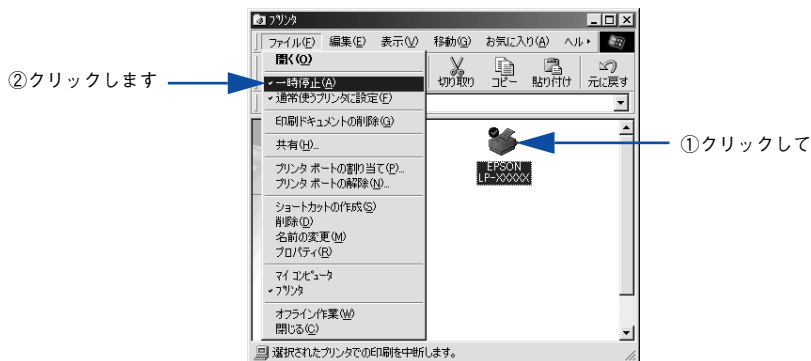 プリンタ
ファイル(F) 編集(E) 表示(V) 移動(G) お気に入り(A) ヘル
開く(O)
一時停止(A)
通常使うプリンタに設定(F)
印刷ドキュメントの削除(G)
共有(H)...
プリンタ ポートの割り当て(P)...
プリンタ ポートの解除(N)...
ショートカットの作成(S)
削除(D)
名前の変更(M)
プロパティ(R)
マイ コンピュータ
プリンタ
オフライン作業(W)
閉じる(C)
切り取り コピー 貼り付け 元に戻す
EPSON
LP-XXXXX
選択されたプリンタでの印刷を中断します。
②クリックします
①クリックして